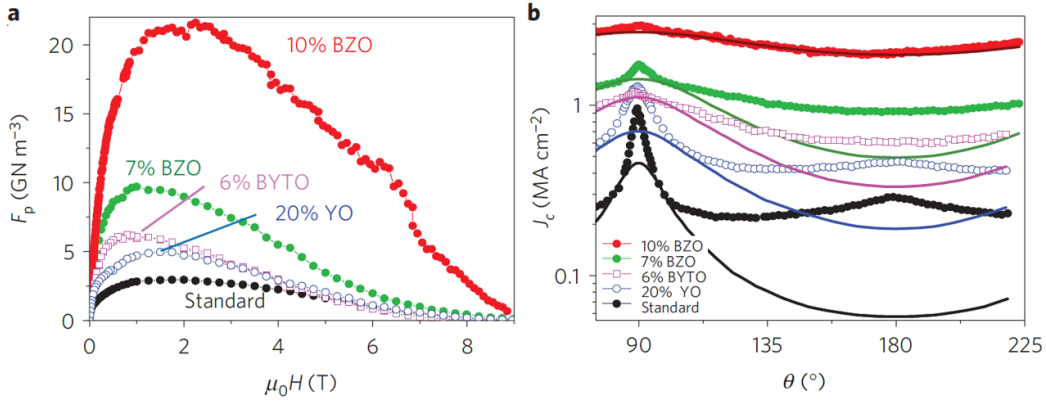 a
20
15
10
5
0
F_p (GN m⁻³)
10% BZO
7% BZO
6% BYTO
20% YO
Standard
0 2 4 6 8
μ₀H (T)
b
1
0.1
J_c (MA cm⁻²)
10% BZO
7% BZO
6% BYTO
20% YO
Standard
90 135 180 225
θ (°)